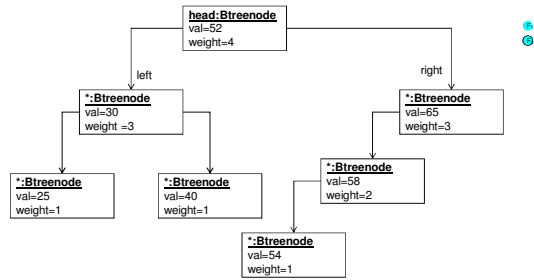 head:Btreenode
val=52
weight=4
left
right
*:Btreenode
val=30
weight =3
*:Btreenode
val=65
weight=3
*:Btreenode
val=25
weight=1
*:Btreenode
val=40
weight=1
*:Btreenode
val=58
weight=2
*:Btreenode
val=54
weight=1